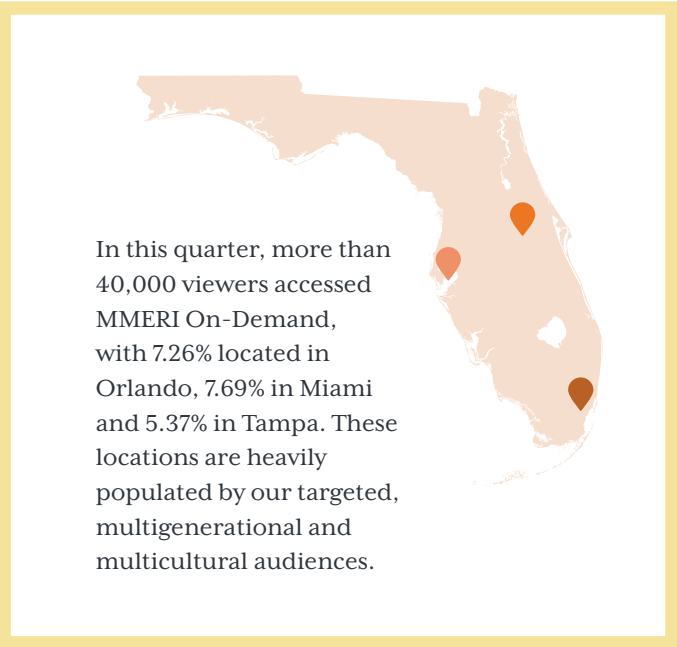 In this quarter, more than
40,000 viewers accessed
MMERI On-Demand,
with 7.26% located in
Orlando, 7.69% in Miami
and 5.37% in Tampa. These
locations are heavily
populated by our targeted,
multigenerational and
multicultural audiences.